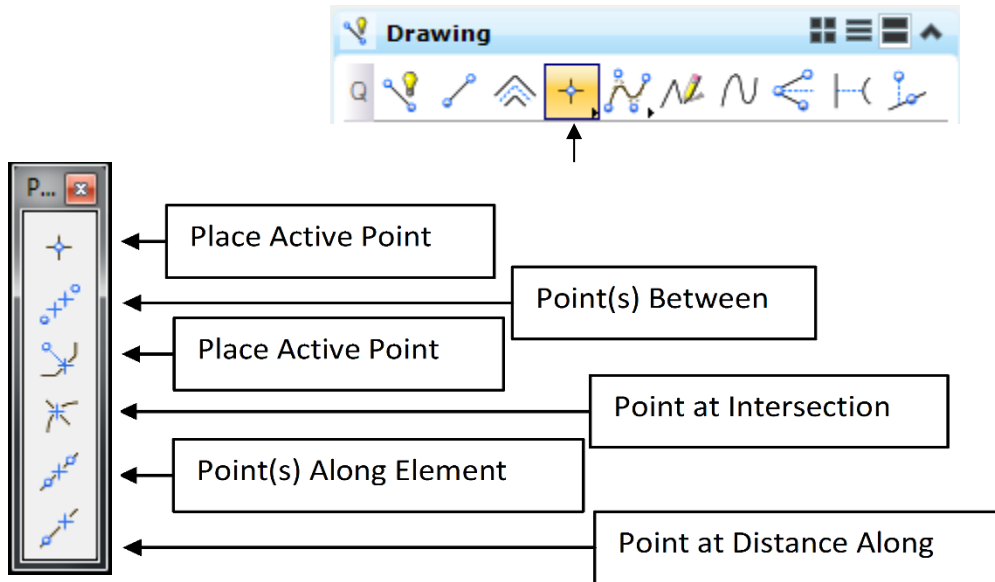 Drawing
Q
P...
Place Active Point
Point(s) Between
Place Active Point
Point at Intersection
Point(s) Along Element
Point at Distance Along